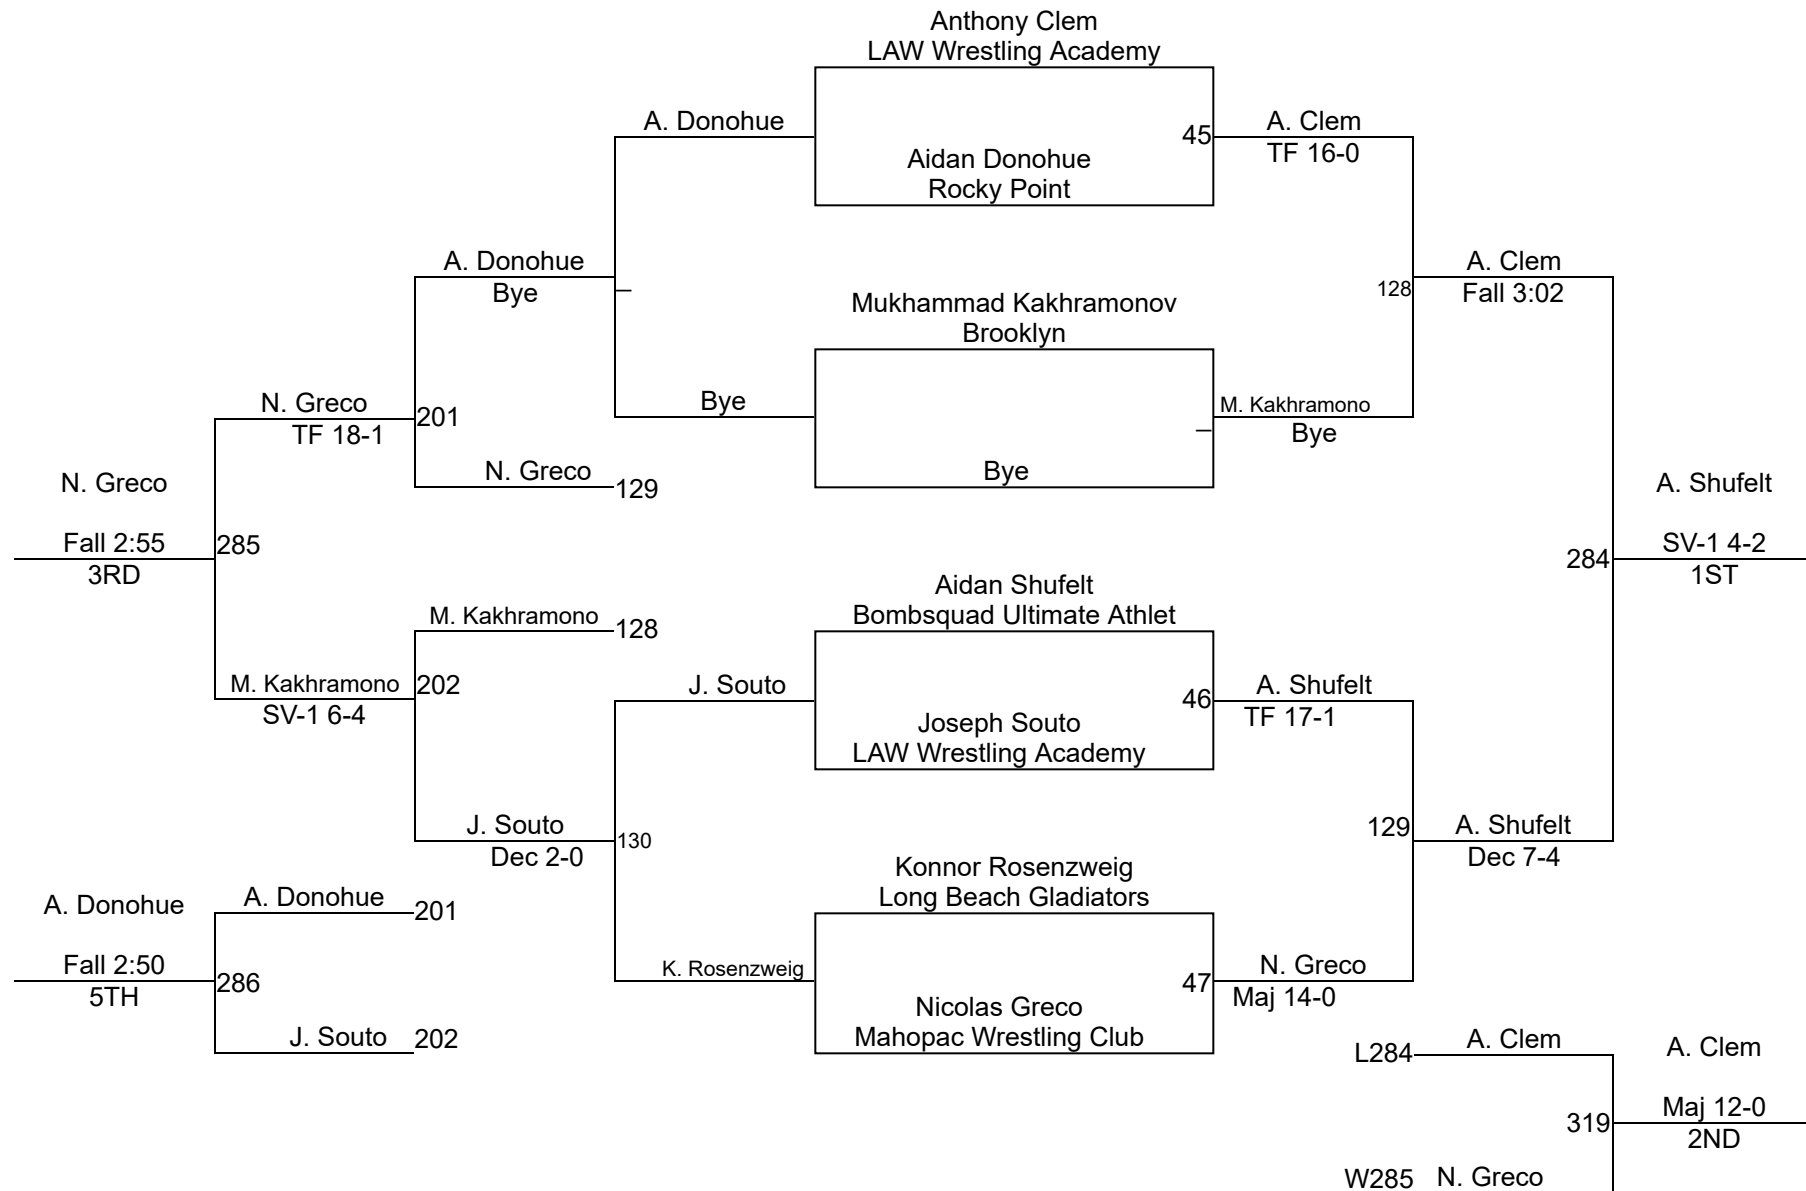 Anthony Clem
LAW Wrestling Academy
A. Donohue
45
A. Clem
TF 16-0
Aidan Donohue
Rocky Point
A. Donohue
Bye
–
A. Clem
Fall 3:02
128
Mukhammad Kakhramonov
Brooklyn
Bye
M. Kakhramono
–
Bye
Bye
N. Greco
TF 18-1
201
N. Greco
129
N. Greco
Fall 2:55
3RD
285
A. Shufelt
SV-1 4-2
1ST
284
Aidan Shufelt
Bombsquad Ultimate Athlet
M. Kakhramono
128
M. Kakhramono
SV-1 6-4
202
J. Souto
46
A. Shufelt
TF 17-1
Joseph Souto
LAW Wrestling Academy
J. Souto
Dec 2-0
130
129
A. Shufelt
Dec 7-4
Konnor Rosenzweig
Long Beach Gladiators
A. Donohue
Fall 2:50
5TH
A. Donohue
201
286
J. Souto
202
K. Rosenzweig
47
N. Greco
Maj 14-0
Nicolas Greco
Mahopac Wrestling Club
L284
A. Clem
A. Clem
Maj 12-0
2ND
319
W285
N. Greco